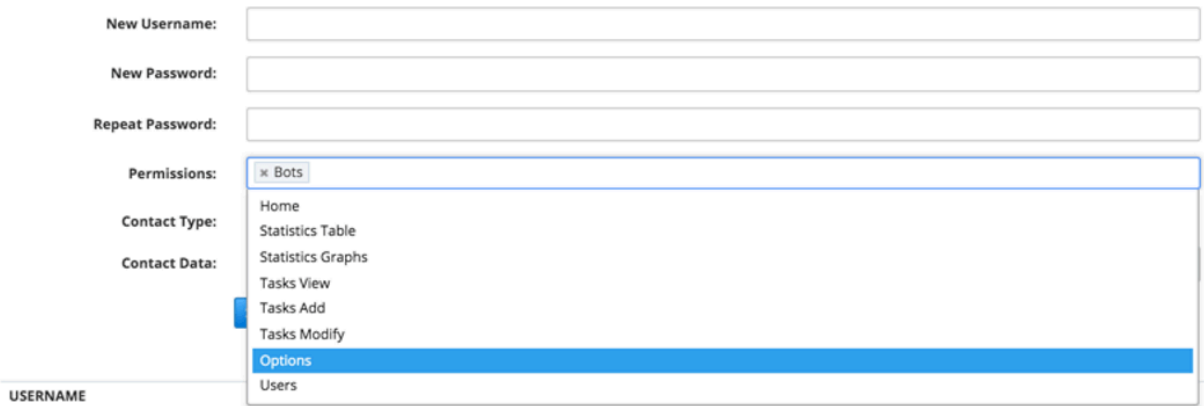 New Username:
New Password:
Repeat Password:
Permissions:
× Bots
Home
Contact Type:
Statistics Table
Statistics Graphs
Contact Data:
Tasks View
Tasks Add
Tasks Modify
Options
Users
USERNAME